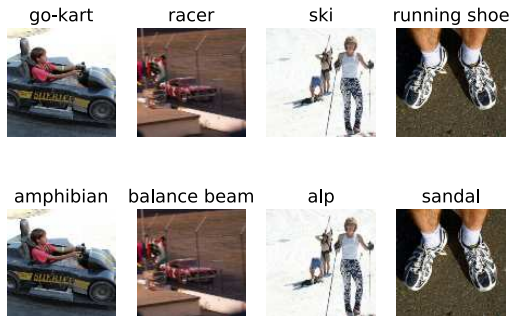 go-kart
racer
ski
running shoe
amphibian
balance beam
alp
sandal